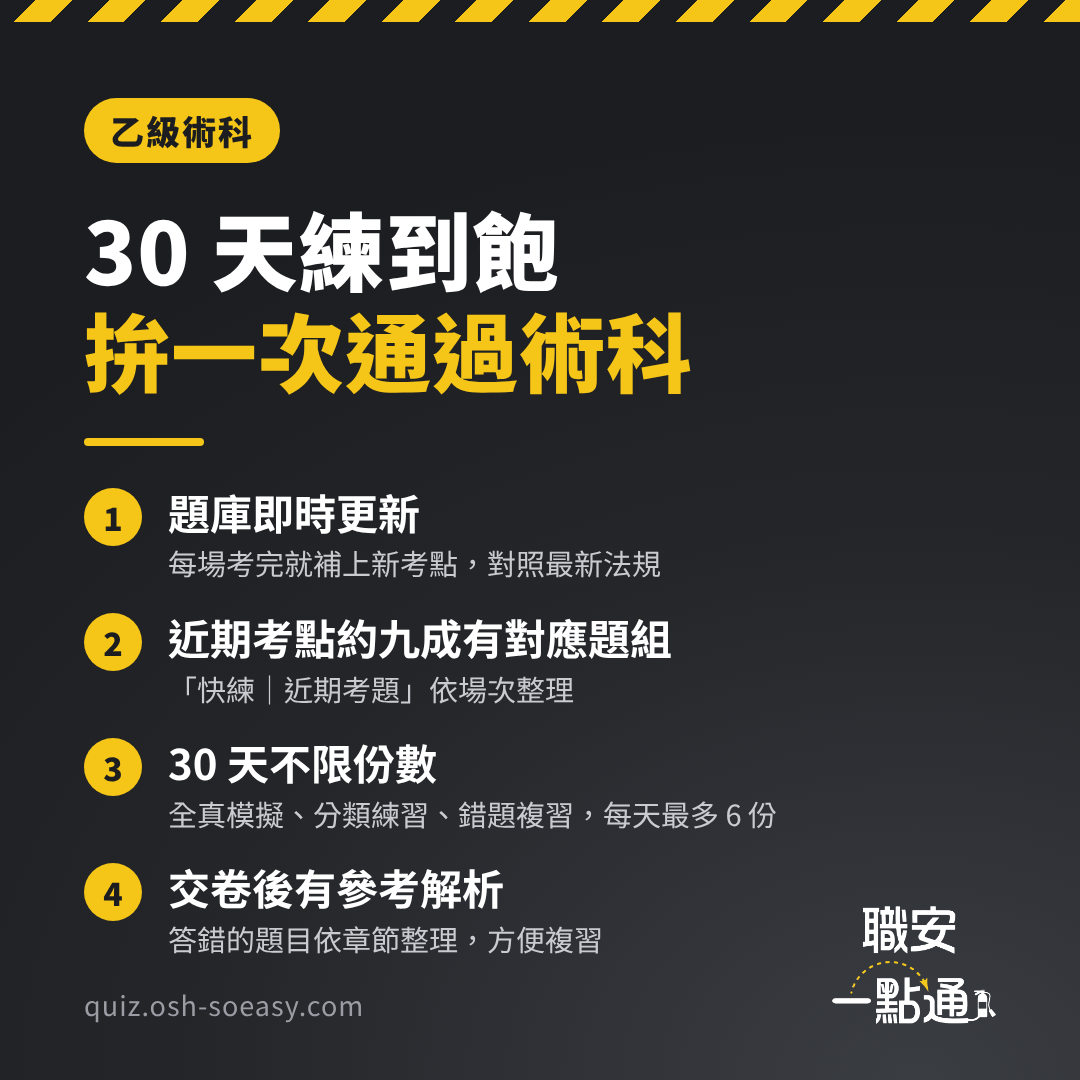 乙級術科
30 天練到飽
拚一次通過術科
1 題庫即時更新
每場考完就補上新考點，對照最新法規
2 近期考點約九成有對應題組
「快練｜近期考題」依場次整理
3 30 天不限份數
全真模擬、分類練習、錯題複習，每天最多 6 份
4 交卷後有參考解析
答錯的題目依章節整理，方便複習
quiz.osh-soeasy.com
職安
一點通